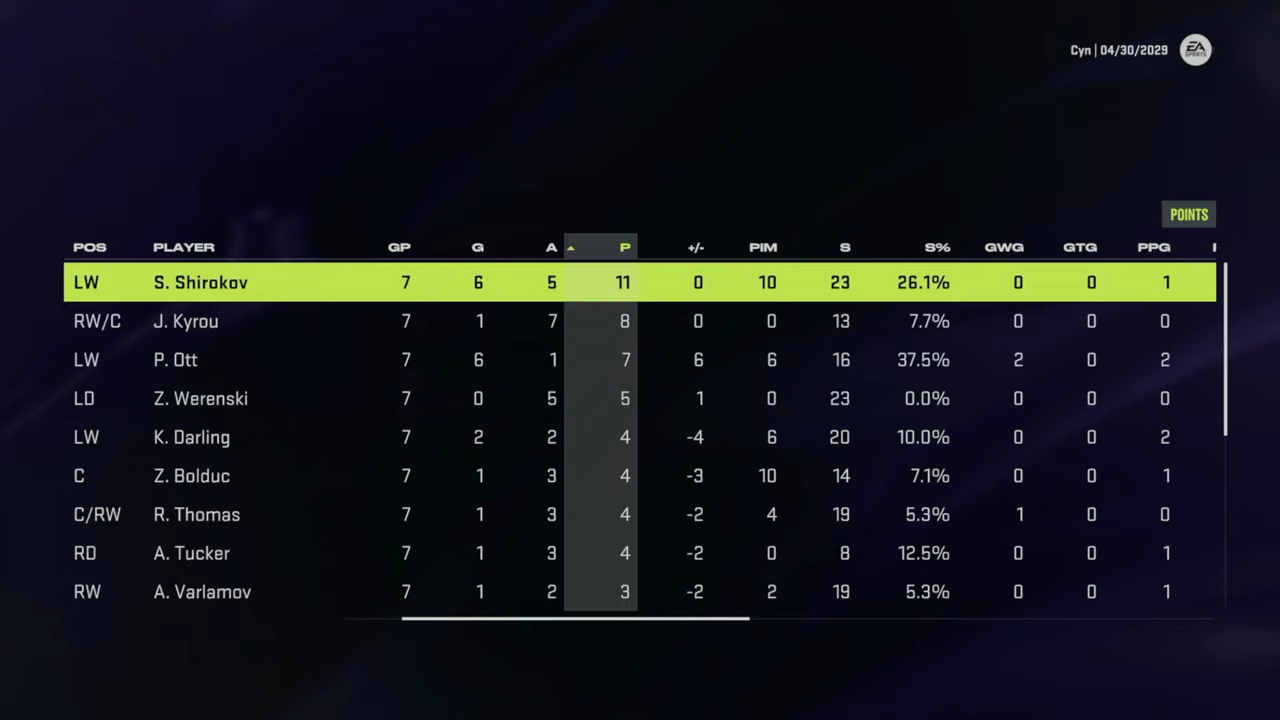 Cyn | 04/30/2029 EA SPORTS
POINTS
POS PLAYER GP G A P +/- PIM S S% GWG GTG PPG
LW S. Shirokov 7 6 5 11 0 10 23 26.1% 0 0 1
RW/C J. Kyrou 7 1 7 8 0 0 13 7.7% 0 0 0
LW P. Ott 7 6 1 7 6 6 16 37.5% 2 0 2
LD Z. Werenski 7 0 5 5 1 0 23 0.0% 0 0 0
LW K. Darling 7 2 2 4 -4 6 20 10.0% 0 0 2
C Z. Bolduc 7 1 3 4 -3 10 14 7.1% 0 0 1
C/RW R. Thomas 7 1 3 4 -2 4 19 5.3% 1 0 0
RD A. Tucker 7 1 3 4 -2 0 8 12.5% 0 0 1
RW A. Varlamov 7 1 2 3 -2 2 19 5.3% 0 0 1